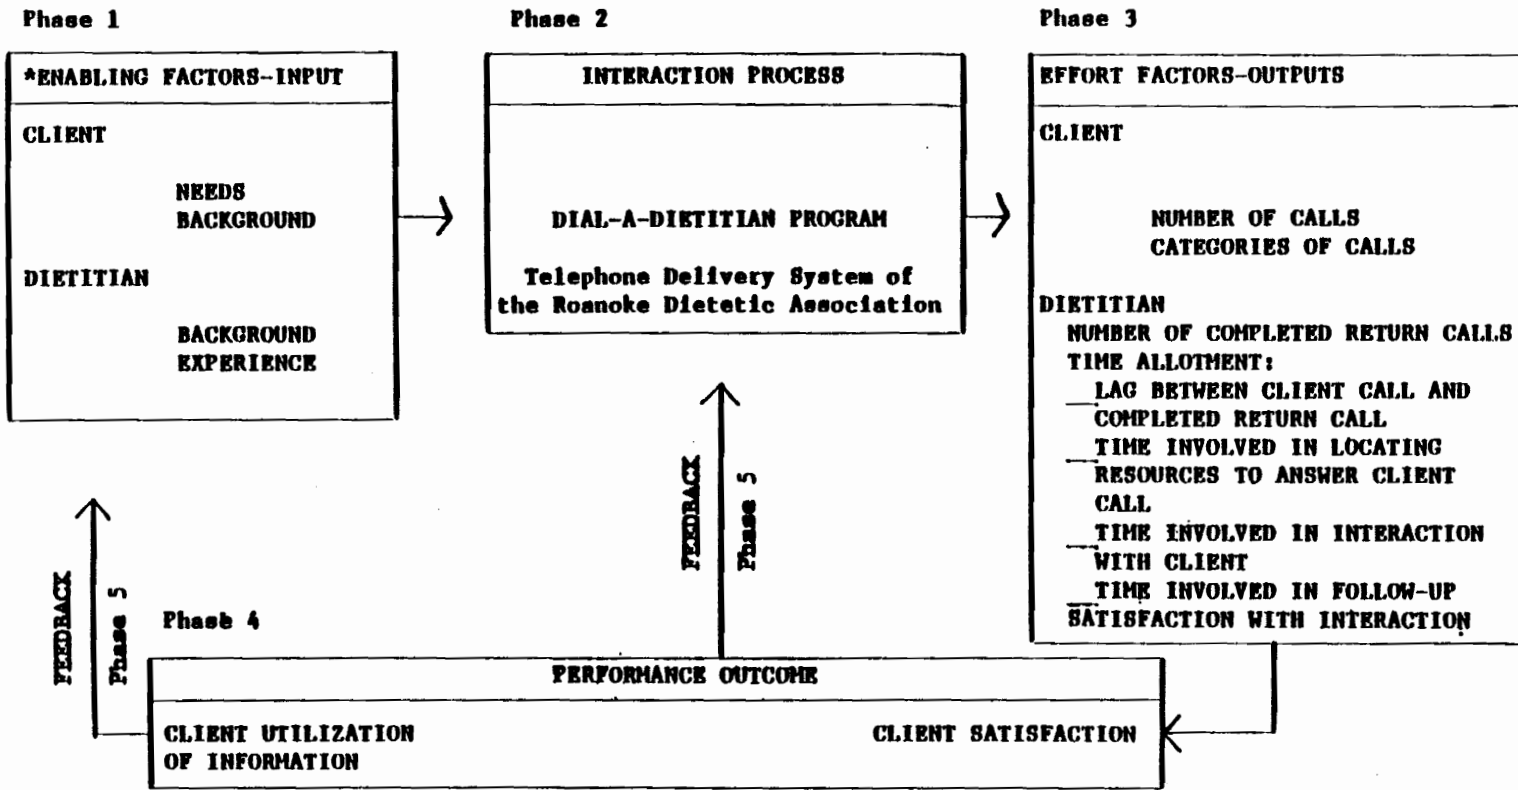 Phase 1
*ENABLING FACTORS-INPUT
CLIENT
NEEDS
BACKGROUND
DIETITIAN
BACKGROUND
EXPERIENCE
Phase 2
INTERACTION PROCESS
DIAL-A-DIETITIAN PROGRAM
Telephone Delivery System of
the Roanoke Dietetic Association
Phase 3
EFFORT FACTORS-OUTPUTS
CLIENT
NUMBER OF CALLS
CATEGORIES OF CALLS
DIETITIAN
NUMBER OF COMPLETED RETURN CALLS
TIME ALLOTMENT:
__LAG BETWEEN CLIENT CALL AND
COMPLETED RETURN CALL
__TIME INVOLVED IN LOCATING
RESOURCES TO ANSWER CLIENT
CALL
__TIME INVOLVED IN INTERACTION
WITH CLIENT
__TIME INVOLVED IN FOLLOW-UP
SATISFACTION WITH INTERACTION
FEEDBACK
Phase 5
FEEDBACK
Phase 5
Phase 4
PERFORMANCE OUTCOME
CLIENT UTILIZATION
OF INFORMATION
CLIENT SATISFACTION